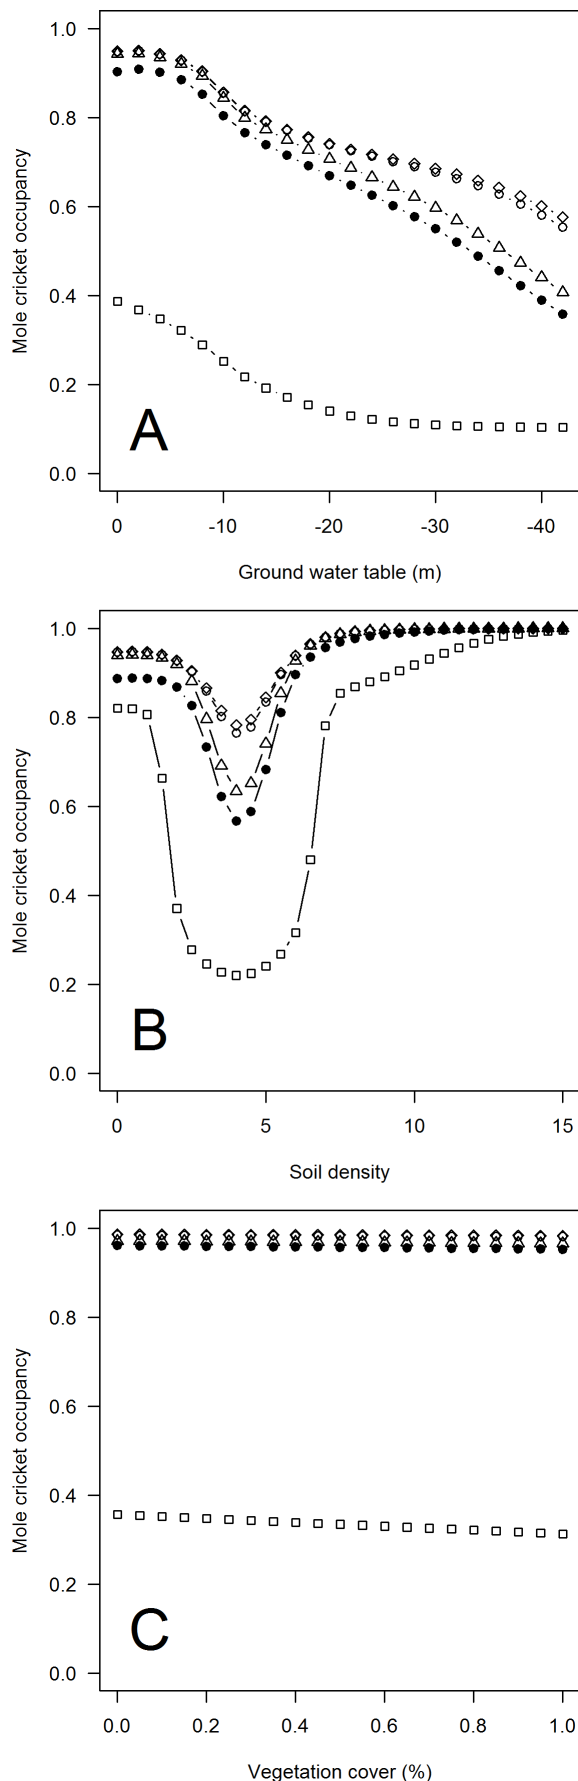 1.0
0.8
0.6
0.4
0.2
0.0
Mole cricket occupancy
A
0 -10 -20 -30 -40
Ground water table (m)
1.0
0.8
0.6
0.4
0.2
0.0
Mole cricket occupancy
B
0 5 10 15
Soil density
1.0
0.8
0.6
0.4
0.2
0.0
Mole cricket occupancy
C
0.0 0.2 0.4 0.6 0.8 1.0
Vegetation cover (%)